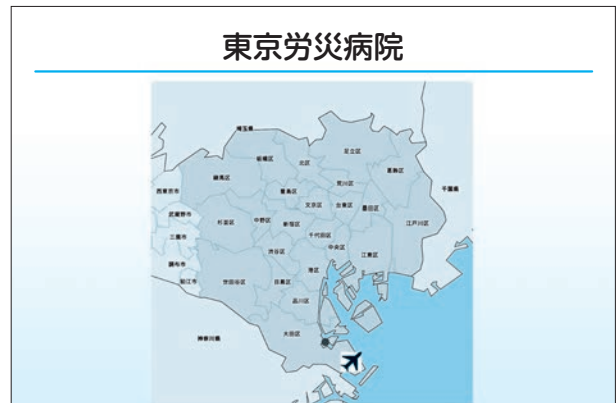 東京労災病院
埼玉県
足立区
板橋区
北区
葛飾区
練馬区
荒川区
千葉県
西東京市
豊島区
文京区
台東区
墨田区
武蔵野市
杉並区
中野区
新宿区
江戸川区
千代田区
三鷹市
中央区
渋谷区
江東区
調布市
港区
狛江市
世田谷区
目黒区
品川区
大田区
神奈川県